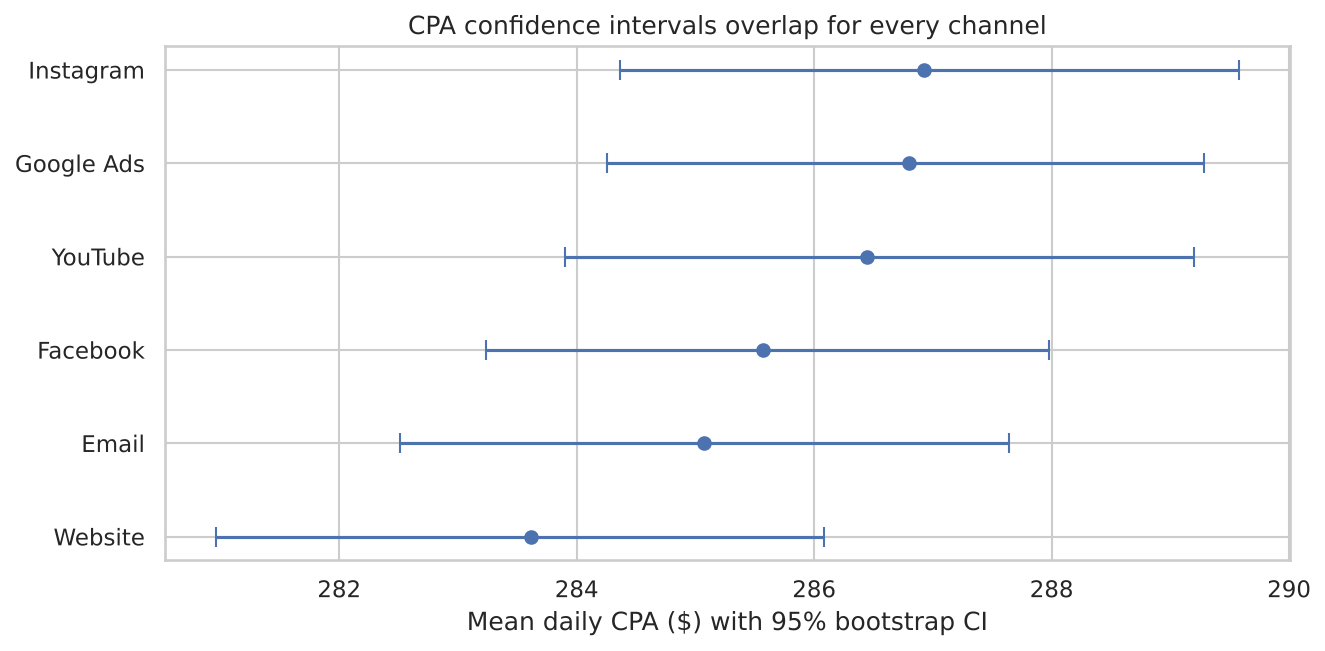 CPA confidence intervals overlap for every channel
Instagram
Google Ads
YouTube
Facebook
Email
Website
282 284 286 288 290
Mean daily CPA ($) with 95% bootstrap CI